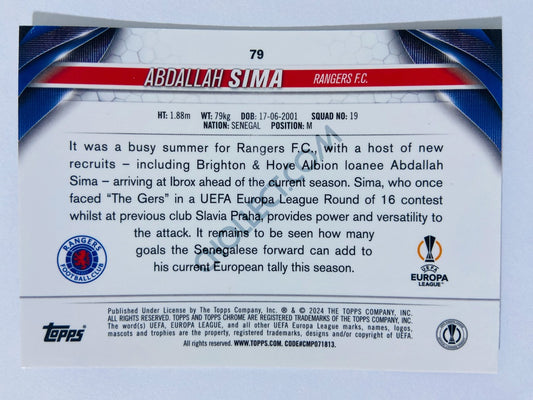 79
ABDALLAH SIMA
RANGERS F.C.
HT: 1.88m WT: 79kg DOB: 17-06-2001 SQUAD NO: 19
NATION: SENEGAL POSITION: M
It was a busy summer for Rangers F.C., with a host of new
recruits – including Brighton & Hove Albion loanee Abdallah
Sima – arriving at Ibrox ahead of the current season. Sima, who once
faced "The Gers" in a UEFA Europa League Round of 16 contest
whilst at previous club Slavia Praha, provides power and versatility to
the attack. It remains to be seen how many
goals the Senegalese forward can add to
his current European tally this season.
RANGERS
FOOTBALL CLUB
UEFA
EUROPA
LEAGUE
topps
Published Under License by The Topps Company, Inc. ® & © 2024 THE TOPPS COMPANY, INC.
ALL RIGHTS RESERVED. TOPPS AND TOPPS CHROME ARE REGISTERED TRADEMARKS OF THE TOPPS COMPANY, INC.
The word(s) UEFA, EUROPA LEAGUE, and all other UEFA Europa League marks, names, logos,
mascots and trophies are the property, registered trademarks, designs and/or copyright of UEFA.
All rights reserved. WWW.TOPPS.COM. CODE#CMP071813.